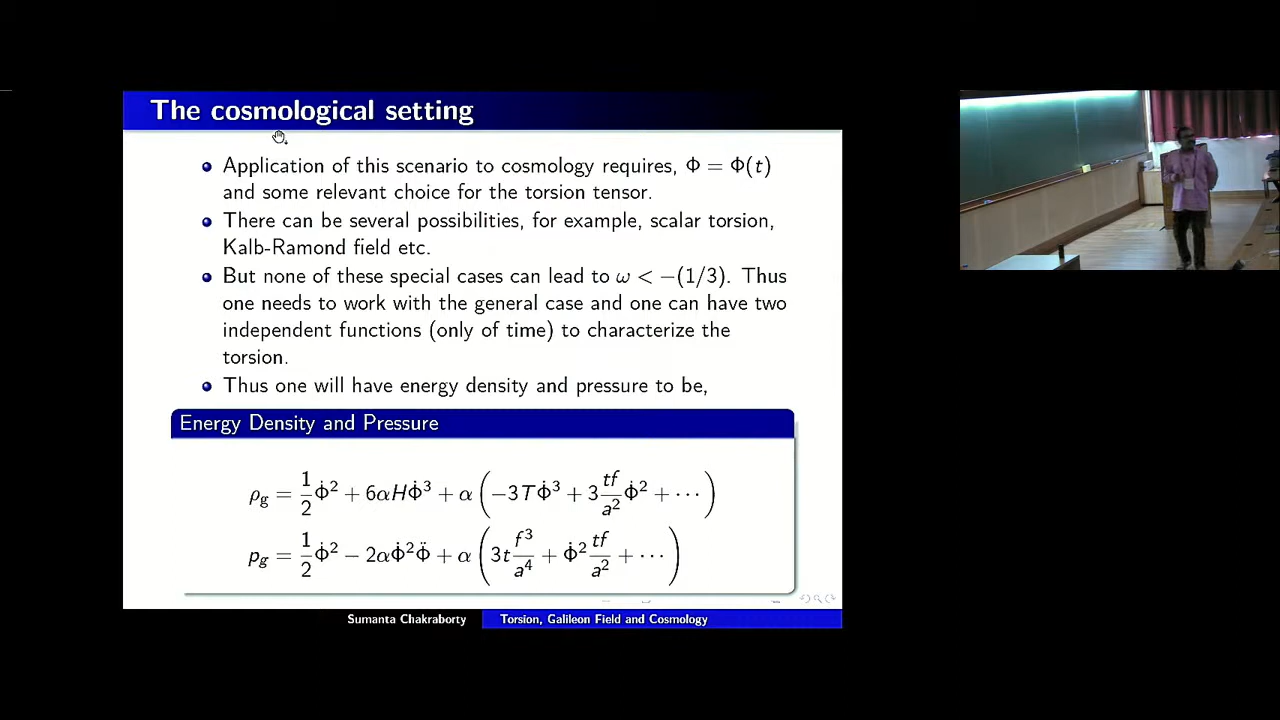 The cosmological setting
Application of this scenario to cosmology requires, Φ = Φ(t)
and some relevant choice for the torsion tensor.
There can be several possibilities, for example, scalar torsion,
Kalb-Ramond field etc.
But none of these special cases can lead to ω < −(1/3). Thus
one needs to work with the general case and one can have two
independent functions (only of time) to characterize the
torsion.
Thus one will have energy density and pressure to be,
Energy Density and Pressure
ρ_g = 1/2 Φ̇² + 6αHΦ̇³ + α(−3TΦ̇³ + 3 tf/a² Φ̇² + ⋯)
p_g = 1/2 Φ̇² − 2αΦ̇²Φ̈ + α(3t f³/a⁴ + Φ̇² tf/a² + ⋯)
Sumanta Chakraborty
Torsion, Galileon Field and Cosmology